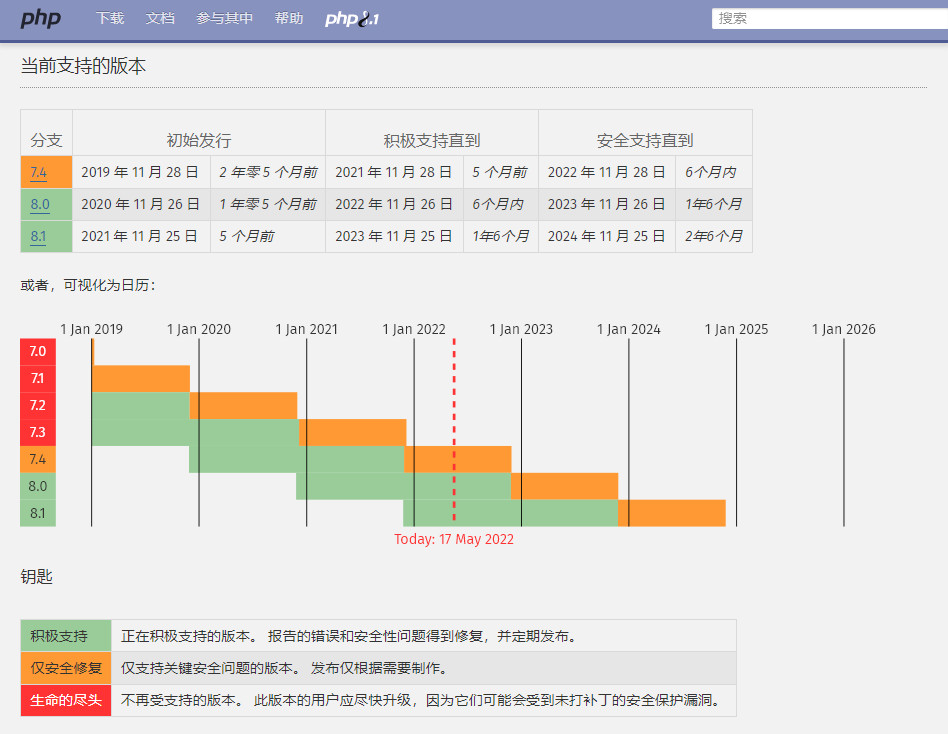 php 下载 文档 参与其中 帮助 php8.1 搜索
当前支持的版本
分支 初始发行 积极支持直到 安全支持直到
7.4 2019 年 11 月 28 日 2 年零 5 个月前 2021 年 11 月 28 日 5 个月前 2022 年 11 月 28 日 6个月内
8.0 2020 年 11 月 26 日 1 年零 5 个月前 2022 年 11 月 26 日 6个月内 2023 年 11 月 26 日 1年6个月
8.1 2021 年 11 月 25 日 5 个月前 2023 年 11 月 25 日 1年6个月 2024 年 11 月 25 日 2年6个月
或者，可视化为日历：
1 Jan 2019 1 Jan 2020 1 Jan 2021 1 Jan 2022 1 Jan 2023 1 Jan 2024 1 Jan 2025 1 Jan 2026
7.0
7.1
7.2
7.3
7.4
8.0
8.1
Today: 17 May 2022
钥匙
积极支持 正在积极支持的版本。 报告的错误和安全性问题得到修复，并定期发布。
仅安全修复 仅支持关键安全问题的版本。 发布仅根据需要制作。
生命的尽头 不再受支持的版本。 此版本的用户应尽快升级，因为它们可能会受到未打补丁的安全保护漏洞。